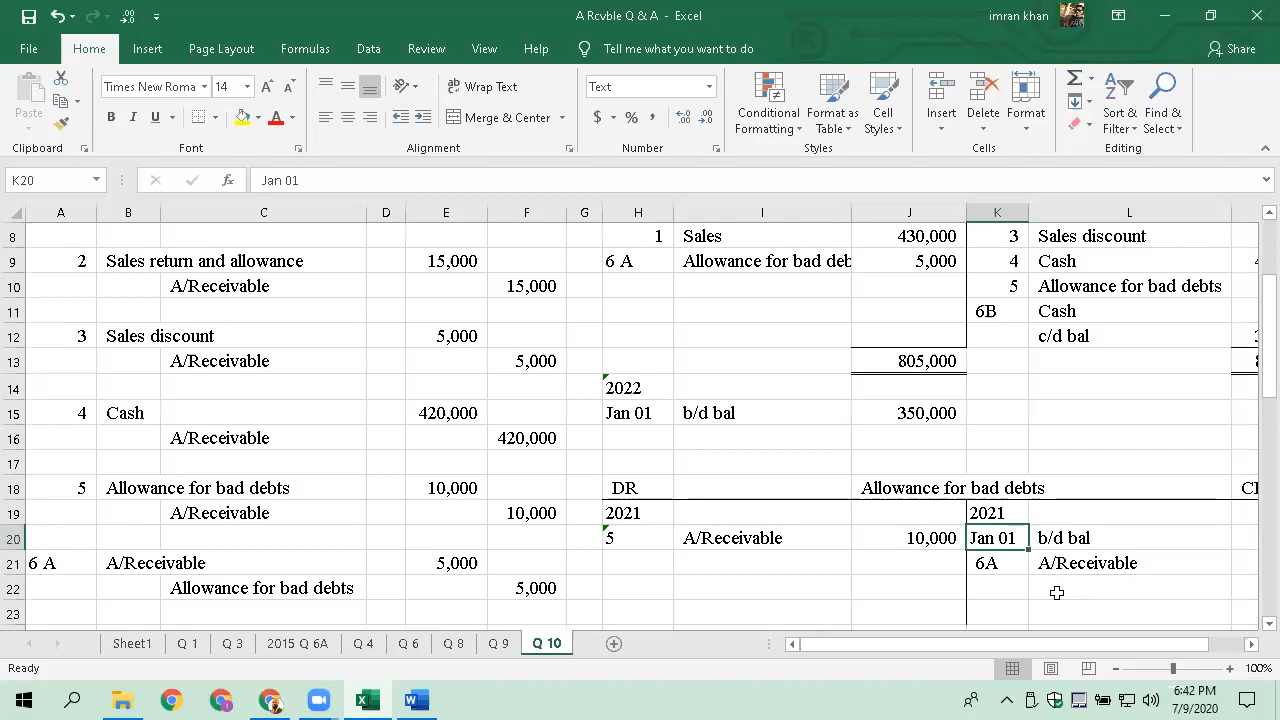 A Rcvble Q & A - Excel
imran khan
File Home Insert Page Layout Formulas Data Review View Help Tell me what you want to do Share
Paste
Times New Roma 14
B I U
Wrap Text
Merge & Center
Text
$ % ,
Conditional Formatting
Format as Table
Cell Styles
Insert Delete Format
Sort & Filter
Find & Select
Clipboard Font Alignment Number Styles Cells Editing
K20 fx Jan 01
A B C D E F G H I J K L
8 1 Sales 430,000 3 Sales discount
9 2 Sales return and allowance 15,000 6 A Allowance for bad deb 5,000 4 Cash
10 A/Receivable 15,000 5 Allowance for bad debts
11 6B Cash
12 3 Sales discount 5,000 c/d bal
13 A/Receivable 5,000 805,000
14 2022
15 4 Cash 420,000 Jan 01 b/d bal 350,000
16 A/Receivable 420,000
17
18 5 Allowance for bad debts 10,000 DR Allowance for bad debts
19 A/Receivable 10,000 2021 2021
20 5 A/Receivable 10,000 Jan 01 b/d bal
21 6 A A/Receivable 5,000 6A A/Receivable
22 Allowance for bad debts 5,000
23
Sheet1 Q 1 Q 3 2015 Q 6A Q 4 Q 6 Q 8 Q 9 Q 10
Ready 100%
6:42 PM
7/9/2020